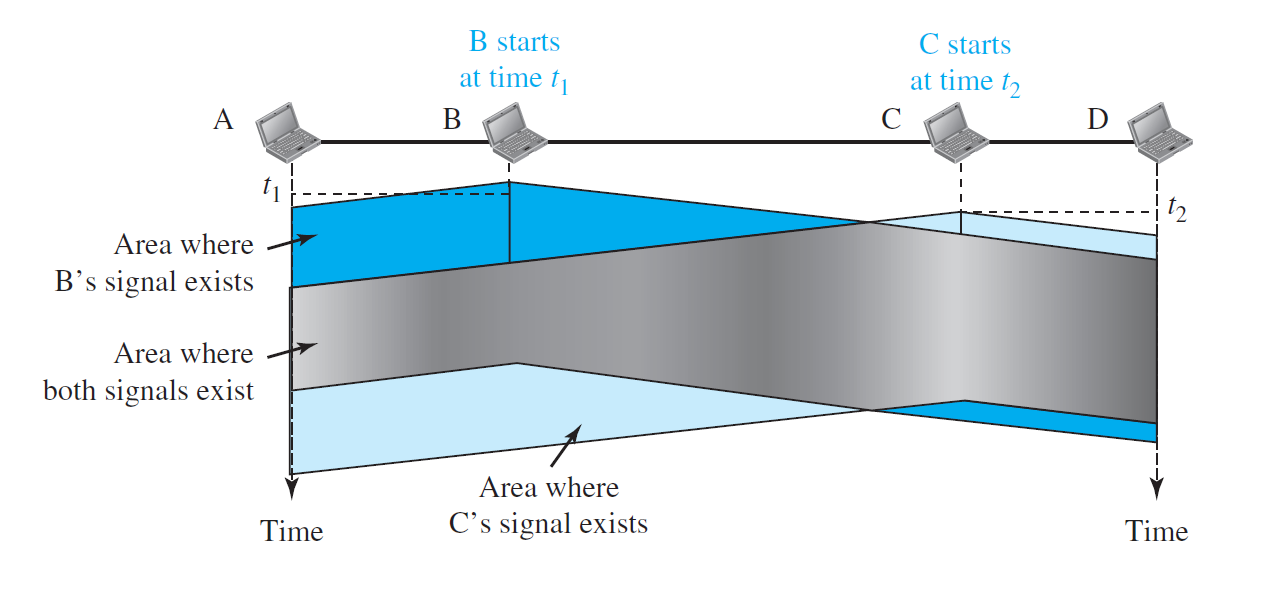 B starts
at time t1
C starts
at time t2
A
B
C
D
t1
t2
Area where
B’s signal exists
Area where
both signals exist
Area where
C’s signal exists
Time
Time